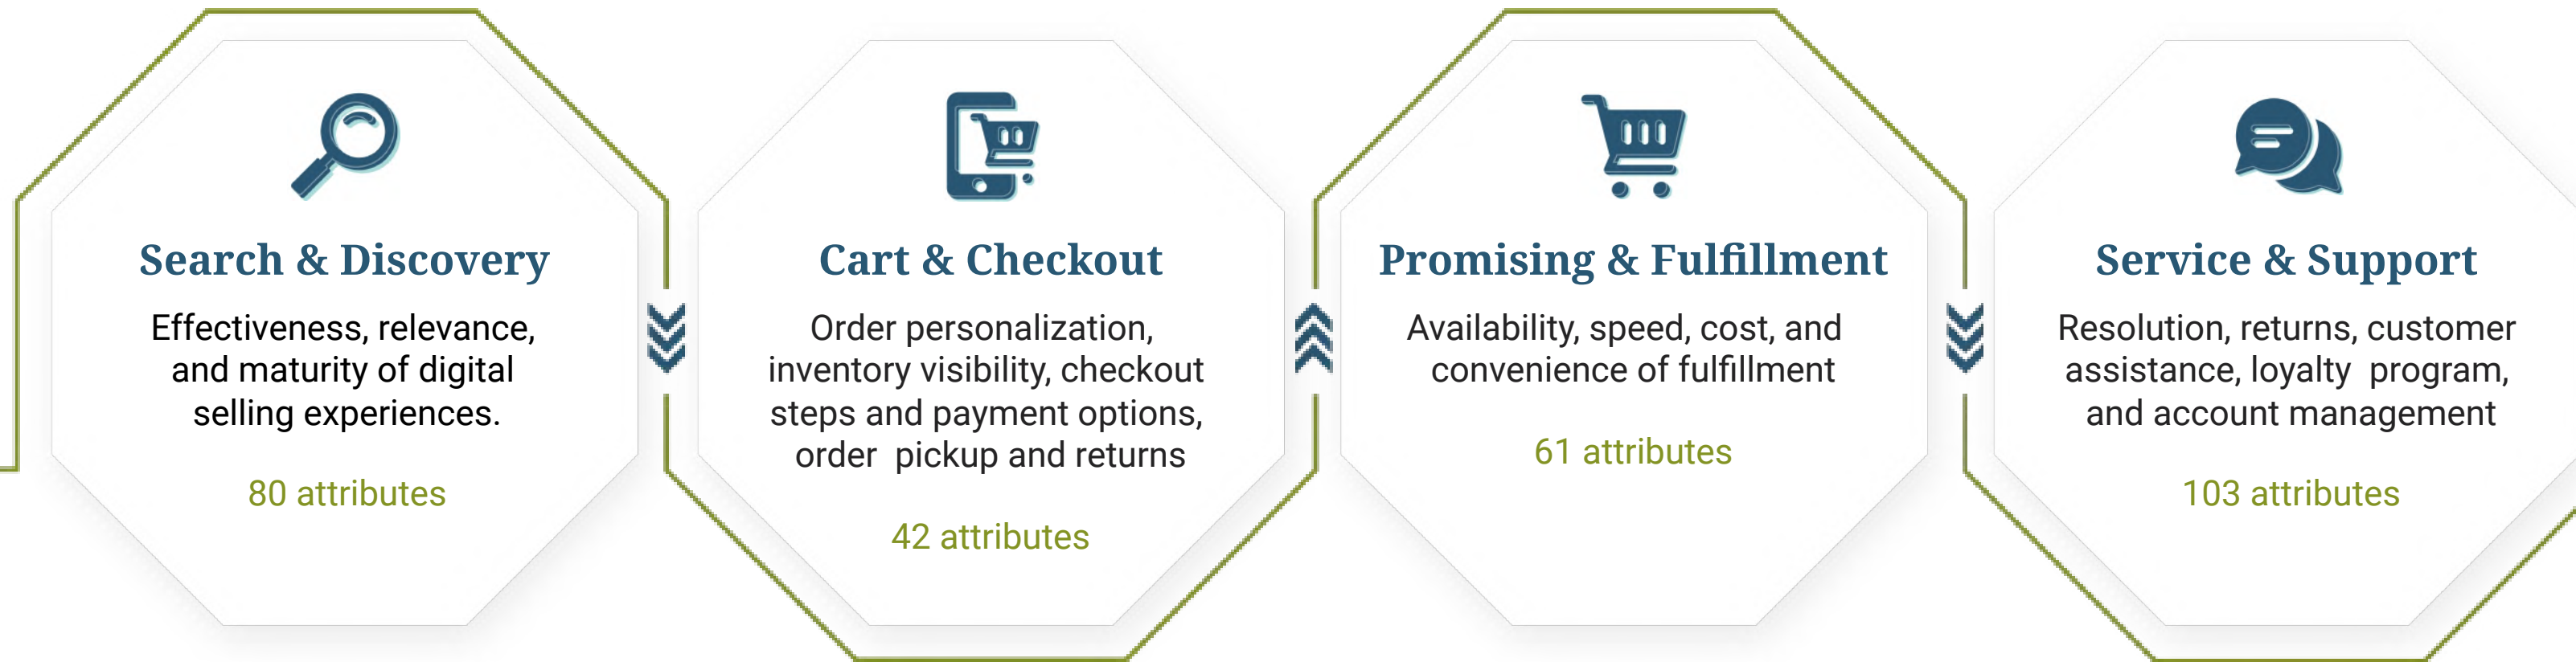 Search & Discovery
Effectiveness, relevance,
and maturity of digital
selling experiences.
80 attributes
Cart & Checkout
Order personalization,
inventory visibility, checkout
steps and payment options,
order pickup and returns
42 attributes
Promising & Fulfillment
Availability, speed, cost, and
convenience of fulfillment
61 attributes
Service & Support
Resolution, returns, customer
assistance, loyalty program,
and account management
103 attributes